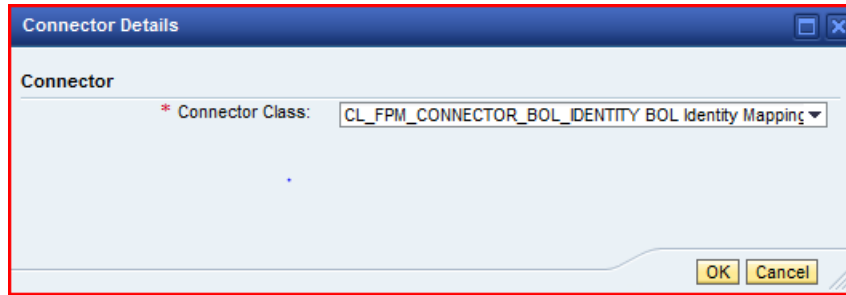 Connector Details
Connector
* Connector Class: CL_FPM_CONNECTOR_BOL_IDENTITY BOL Identity Mapping
OK Cancel